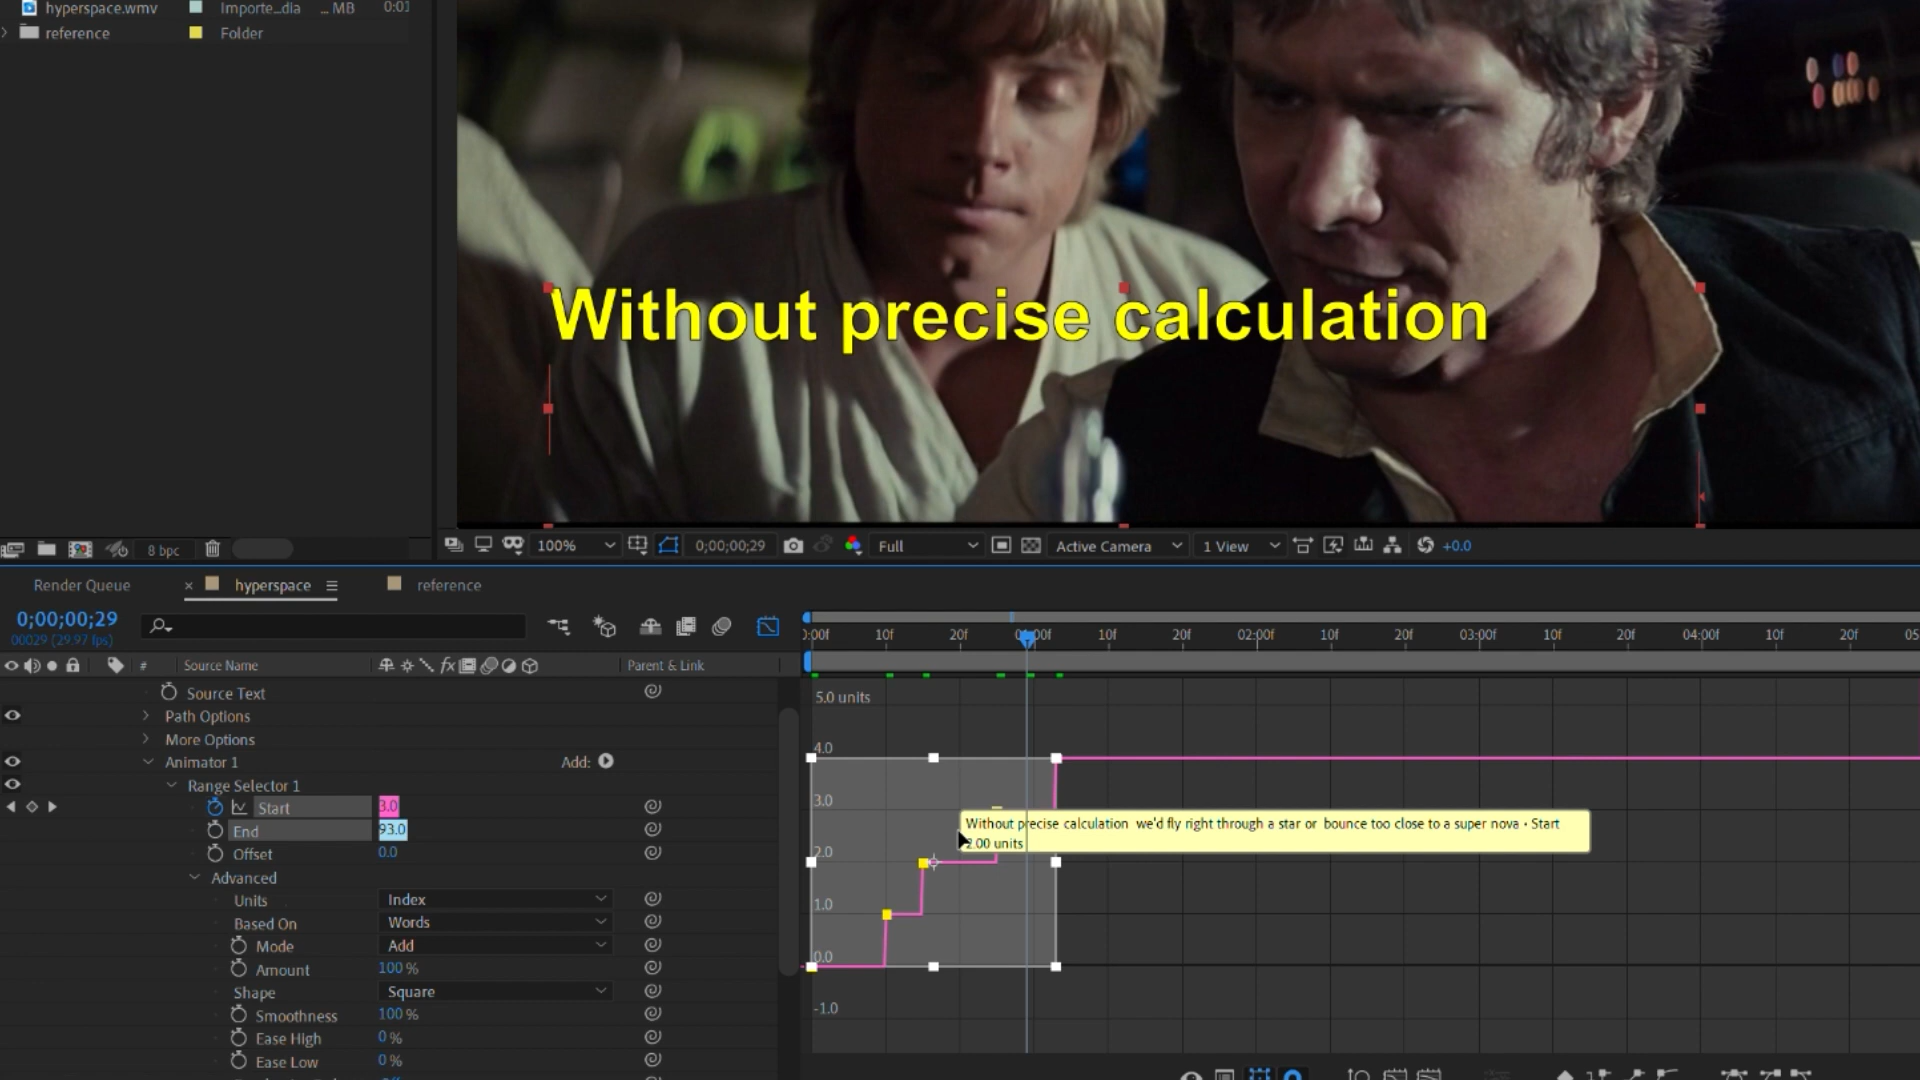 hyperspace.wmv Importe...dia ... MB 0:01
reference Folder
Without precise calculation
8 bpc 100% 0;00;00;29 Full Active Camera 1 View +0.0
Render Queue hyperspace reference
0;00;00;29
00029 (29.97 fps)
0:00f 10f 20f 01:00f 10f 20f 02:00f 10f 20f 03:00f 10f 20f 04:00f 10f 20f 05
# Source Name fx Parent & Link
Source Text
Path Options
More Options
Animator 1 Add:
Range Selector 1
Start 3.0
End 93.0
Offset 0.0
Advanced
Units Index
Based On Words
Mode Add
Amount 100 %
Shape Square
Smoothness 100 %
Ease High 0 %
Ease Low 0 %
5.0 units
4.0
3.0
Without precise calculation we'd fly right through a star or bounce too close to a super nova • Start
2.00 units
2.0
1.0
0.0
-1.0